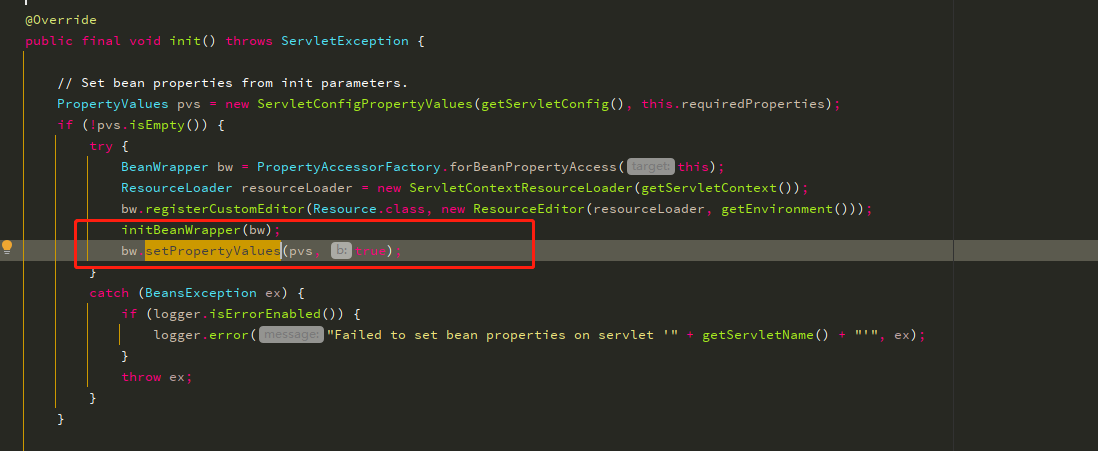 @Override
public final void init() throws ServletException {
// Set bean properties from init parameters.
PropertyValues pvs = new ServletConfigPropertyValues(getServletConfig(), this.requiredProperties);
if (!pvs.isEmpty()) {
try {
BeanWrapper bw = PropertyAccessorFactory.forBeanPropertyAccess( target: this);
ResourceLoader resourceLoader = new ServletContextResourceLoader(getServletContext());
bw.registerCustomEditor(Resource.class, new ResourceEditor(resourceLoader, getEnvironment()));
initBeanWrapper(bw);
bw.setPropertyValues(pvs, b: true);
}
catch (BeansException ex) {
if (logger.isErrorEnabled()) {
logger.error( message: "Failed to set bean properties on servlet '" + getServletName() + "'", ex);
}
throw ex;
}
}